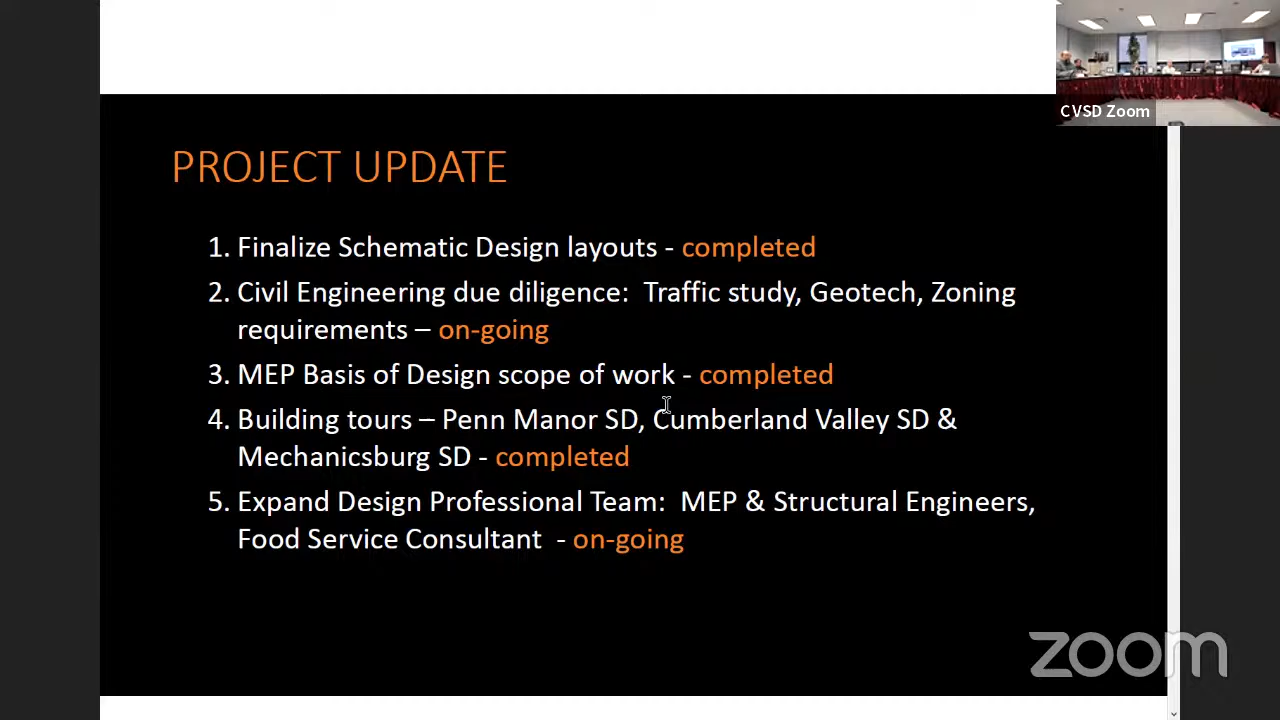 CVSD Zoom
PROJECT UPDATE
1. Finalize Schematic Design layouts - completed
2. Civil Engineering due diligence:  Traffic study, Geotech, Zoning
requirements – on-going
3. MEP Basis of Design scope of work - completed
4. Building tours – Penn Manor SD, Cumberland Valley SD &
Mechanicsburg SD - completed
5. Expand Design Professional Team:  MEP & Structural Engineers,
Food Service Consultant  - on-going
zoom